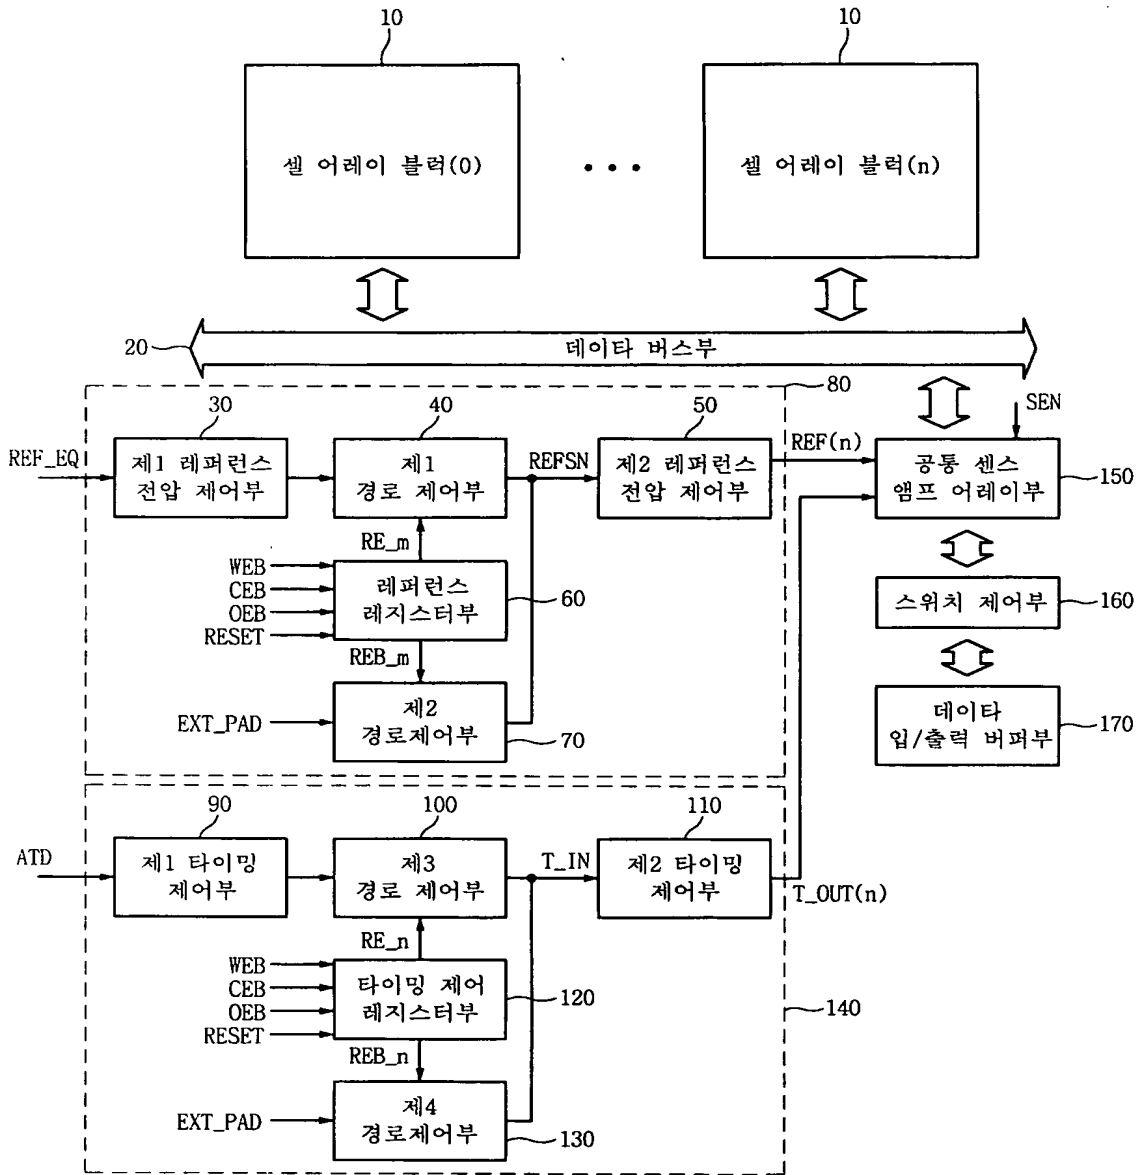 10
10
셀 어레이 블럭(0)
• • •
셀 어레이 블럭(n)
20
데이타 버스부
80
30
40
50
SEN
REF_EQ
제1 레퍼런스
전압 제어부
제1
경로 제어부
REFSN
제2 레퍼런스
전압 제어부
REF(n)
공통 센스
앰프 어레이부
150
RE_m
WEB
CEB
OEB
RESET
레퍼런스
레지스터부
60
스위치 제어부
160
REB_m
EXT_PAD
제2
경로제어부
70
데이타
입/출력 버퍼부
170
90
100
110
ATD
제1 타이밍
제어부
제3
경로 제어부
T_IN
제2 타이밍
제어부
T_OUT(n)
RE_n
WEB
CEB
OEB
RESET
타이밍 제어
레지스터부
120
140
REB_n
EXT_PAD
제4
경로제어부
130